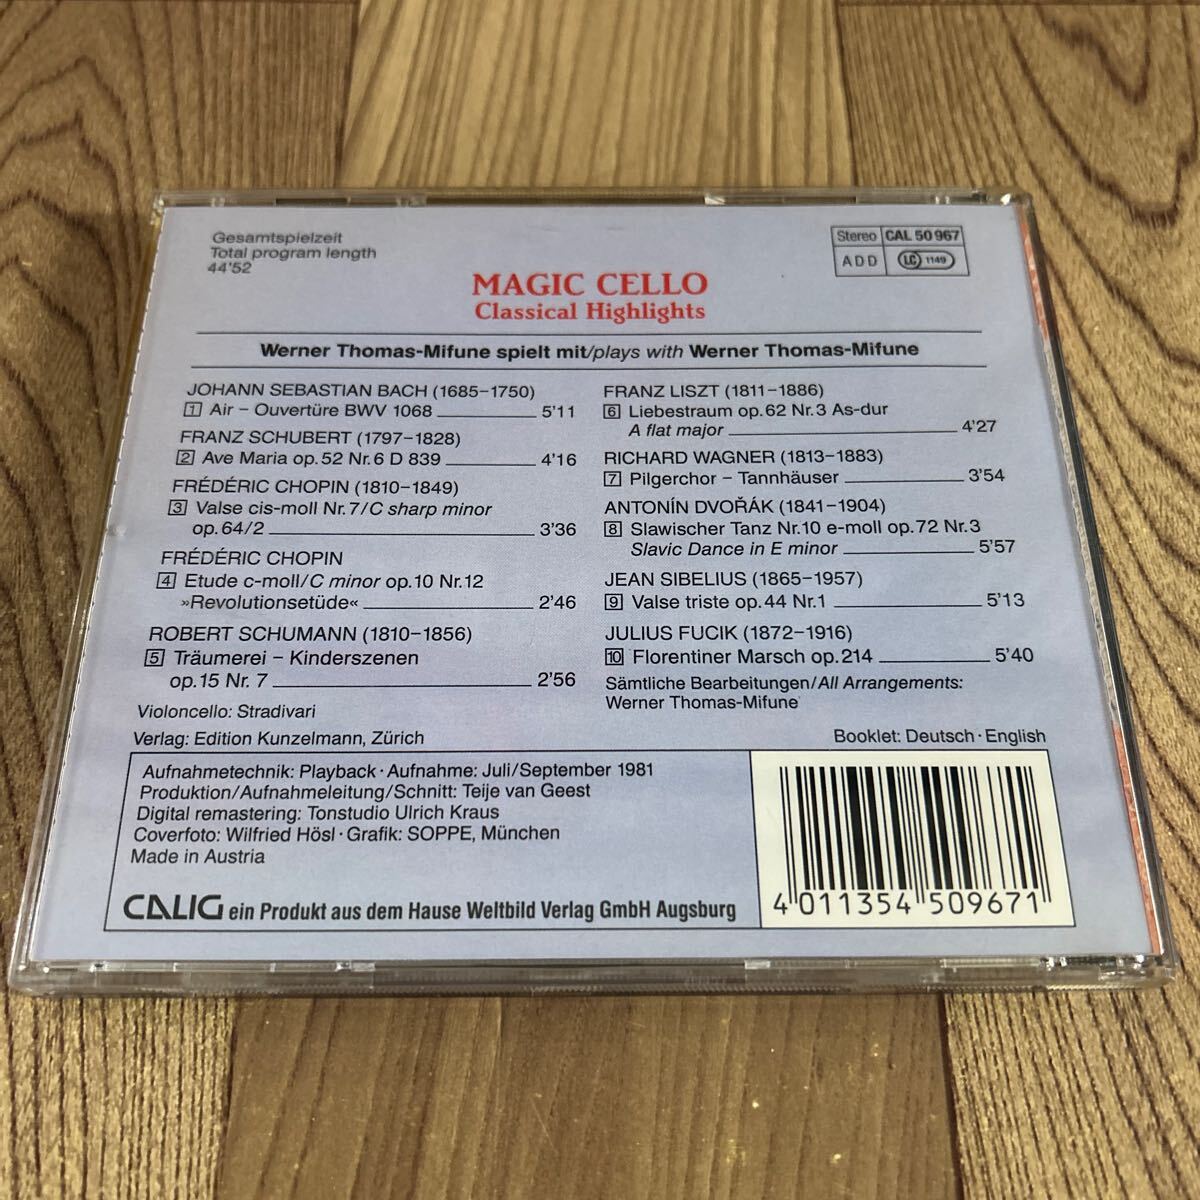 Gesamtspielzeit
Total program length
44'52
Stereo CAL 50 967
ADD LC 1149
MAGIC CELLO
Classical Highlights
Werner Thomas-Mifune spielt mit/plays with Werner Thomas-Mifune
JOHANN SEBASTIAN BACH (1685–1750)
1 Air – Ouvertüre BWV 1068 5'11
FRANZ SCHUBERT (1797–1828)
2 Ave Maria op. 52 Nr. 6 D 839 4'16
FRÉDÉRIC CHOPIN (1810–1849)
3 Valse cis-moll Nr. 7/C sharp minor
op. 64/2 3'36
FRÉDÉRIC CHOPIN
4 Etude c-moll/C minor op. 10 Nr. 12
»Revolutionsetüde« 2'46
ROBERT SCHUMANN (1810–1856)
5 Träumerei – Kinderszenen
op. 15 Nr. 7 2'56
Violoncello: Stradivari
Verlag: Edition Kunzelmann, Zürich
FRANZ LISZT (1811–1886)
6 Liebestraum op. 62 Nr. 3 As-dur
A flat major 4'27
RICHARD WAGNER (1813–1883)
7 Pilgerchor – Tannhäuser 3'54
ANTONÍN DVOŘÁK (1841–1904)
8 Slawischer Tanz Nr. 10 e-moll op. 72 Nr. 3
Slavic Dance in E minor 5'57
JEAN SIBELIUS (1865–1957)
9 Valse triste op. 44 Nr. 1 5'13
JULIUS FUCIK (1872–1916)
10 Florentiner Marsch op. 214 5'40
Sämtliche Bearbeitungen/All Arrangements:
Werner Thomas-Mifune
Booklet: Deutsch · English
Aufnahmetechnik: Playback · Aufnahme: Juli/September 1981
Produktion/Aufnahmeleitung/Schnitt: Teije van Geest
Digital remastering: Tonstudio Ulrich Kraus
Coverfoto: Wilfried Hösl · Grafik: SOPPE, München
Made in Austria
CALIG ein Produkt aus dem Hause Weltbild Verlag GmbH Augsburg
4 011354 509671